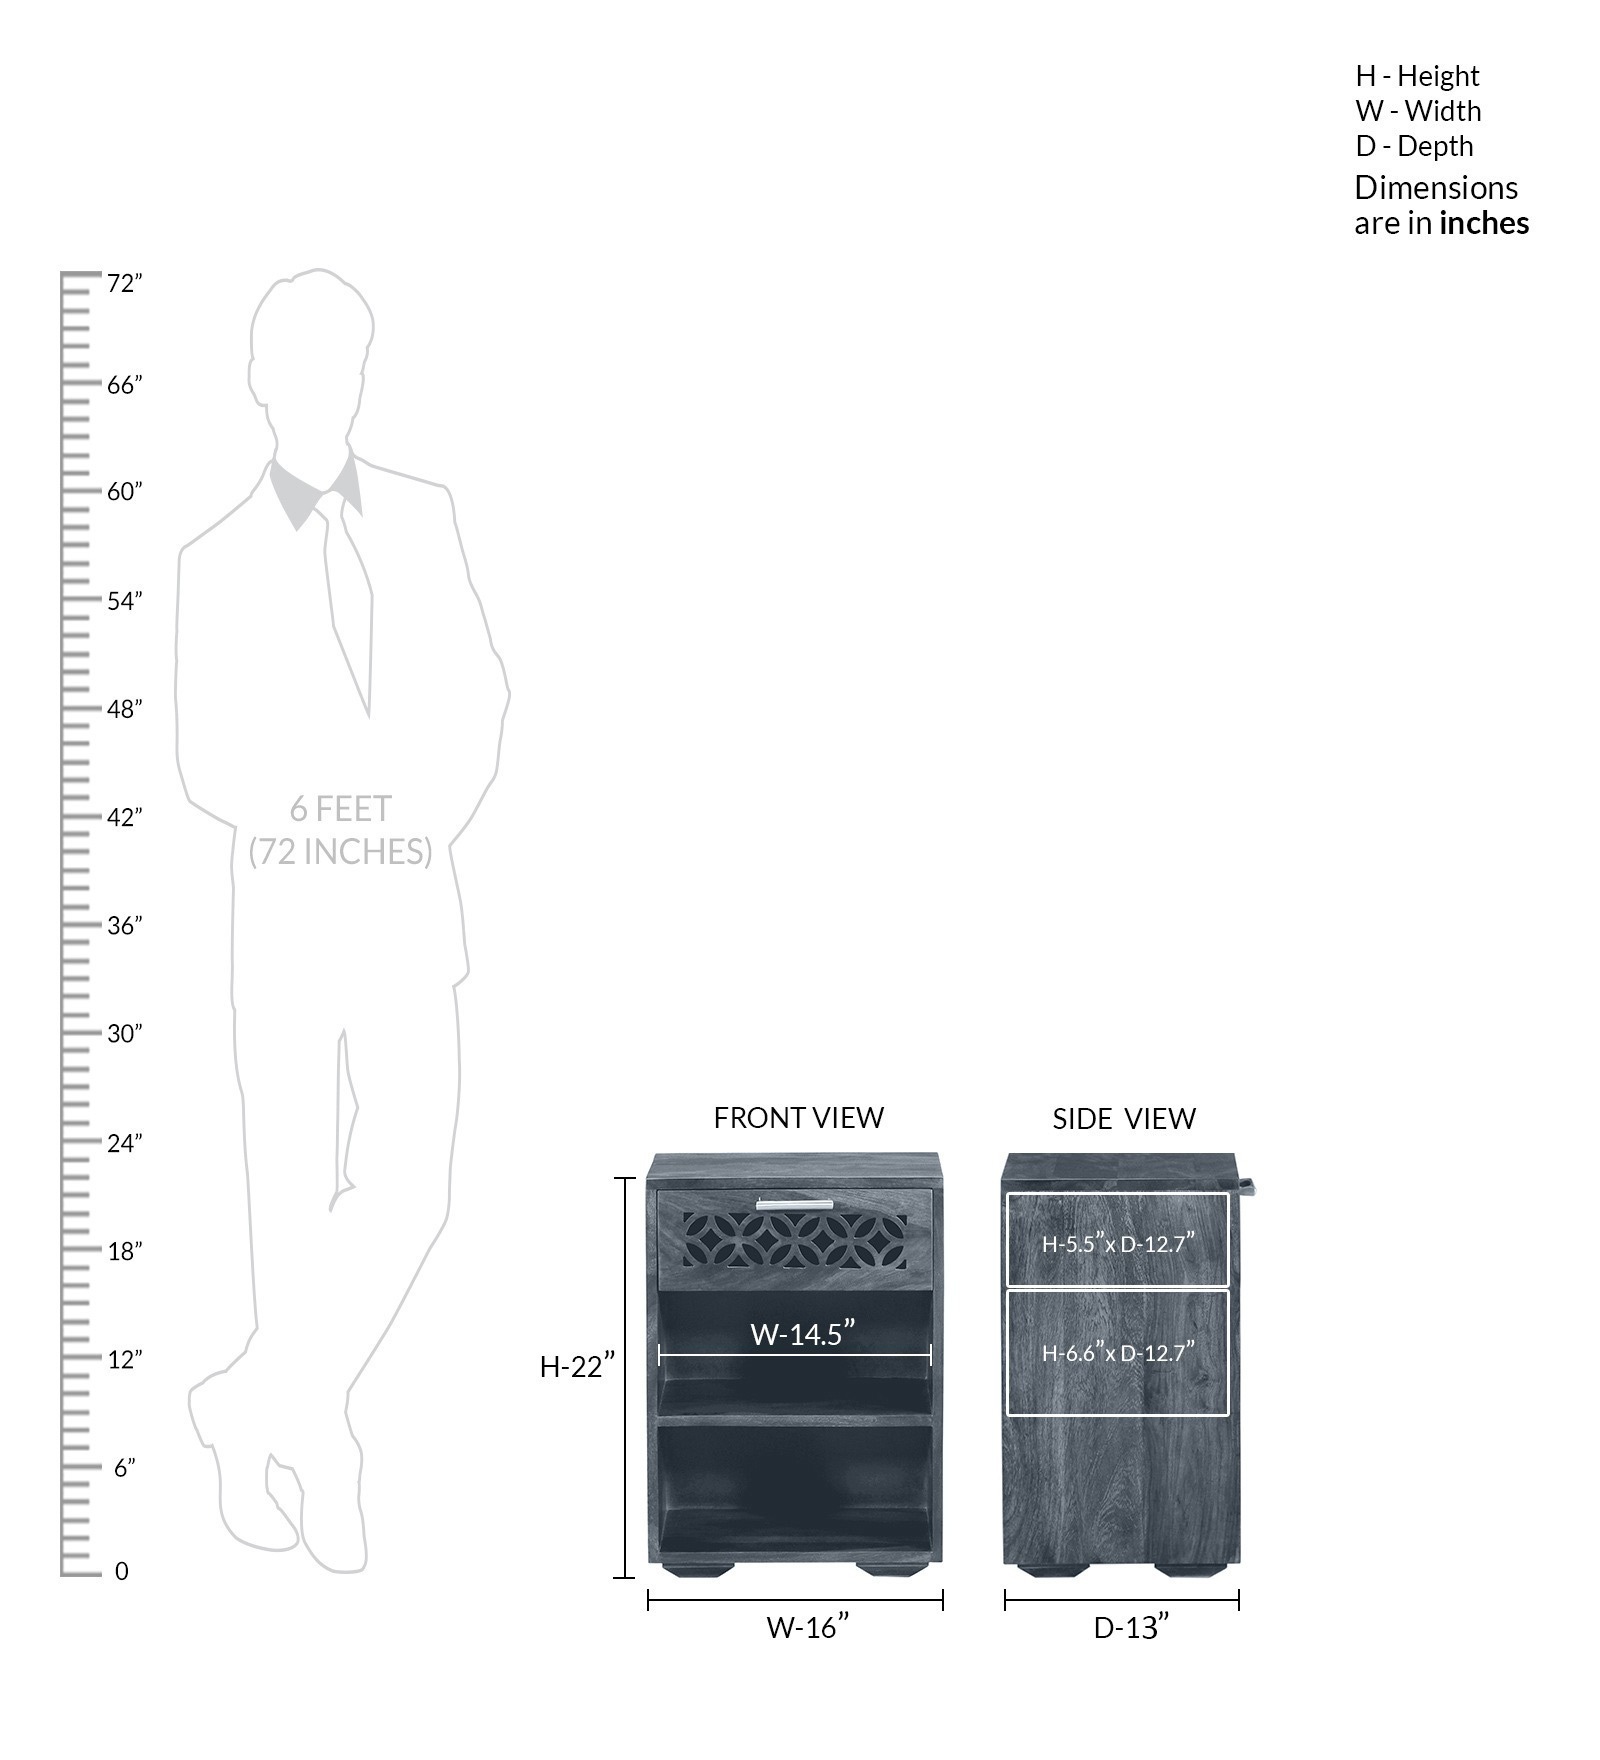 H - Height
W - Width
D - Depth
Dimensions
are in inches
72”
66”
60”
54”
48”
42”
36”
30”
24”
18”
12”
6”
0
6 FEET
(72 INCHES)
FRONT VIEW
W-14.5”
H-22”
W-16”
SIDE VIEW
H-5.5”x D-12.7”
H-6.6”x D-12.7”
D-13”